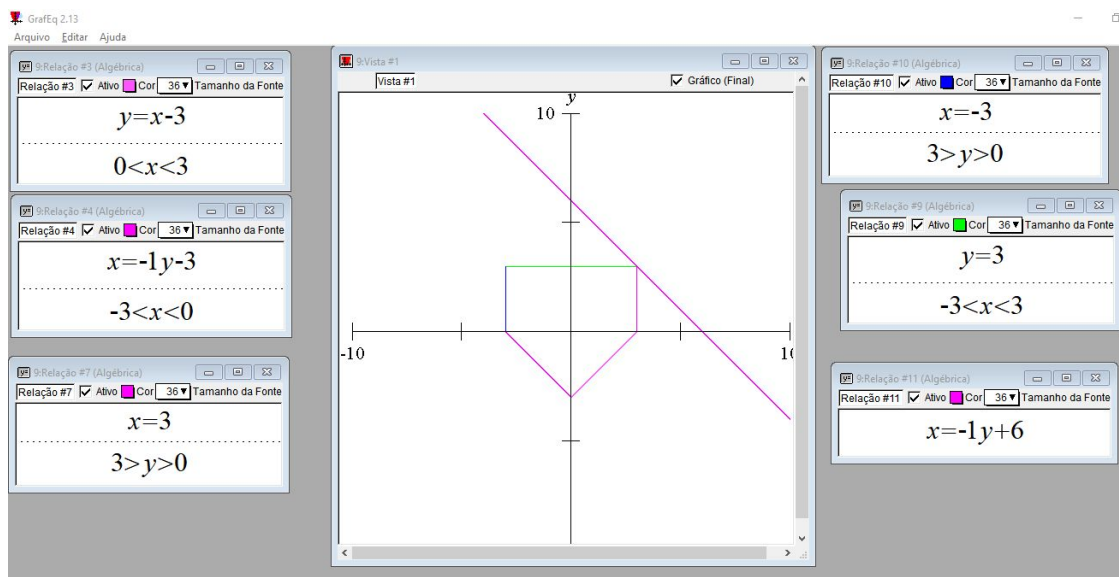 GrafEq 2.13
Arquivo Editar Ajuda
9:Relação #3 (Algébrica)
Relação #3 Ativo Cor 36▼ Tamanho da Fonte
y=x-3
0<x<3
9:Relação #4 (Algébrica)
Relação #4 Ativo Cor 36▼ Tamanho da Fonte
x=-1y-3
-3<x<0
9:Relação #7 (Algébrica)
Relação #7 Ativo Cor 36▼ Tamanho da Fonte
x=3
3>y>0
9:Vista #1
Vista #1 Gráfico (Final)
y
10
-10 10
9:Relação #10 (Algébrica)
Relação #10 Ativo Cor 36▼ Tamanho da Fonte
x=-3
3>y>0
9:Relação #9 (Algébrica)
Relação #9 Ativo Cor 36▼ Tamanho da Fonte
y=3
-3<x<3
9:Relação #11 (Algébrica)
Relação #11 Ativo Cor 36▼ Tamanho da Fonte
x=-1y+6